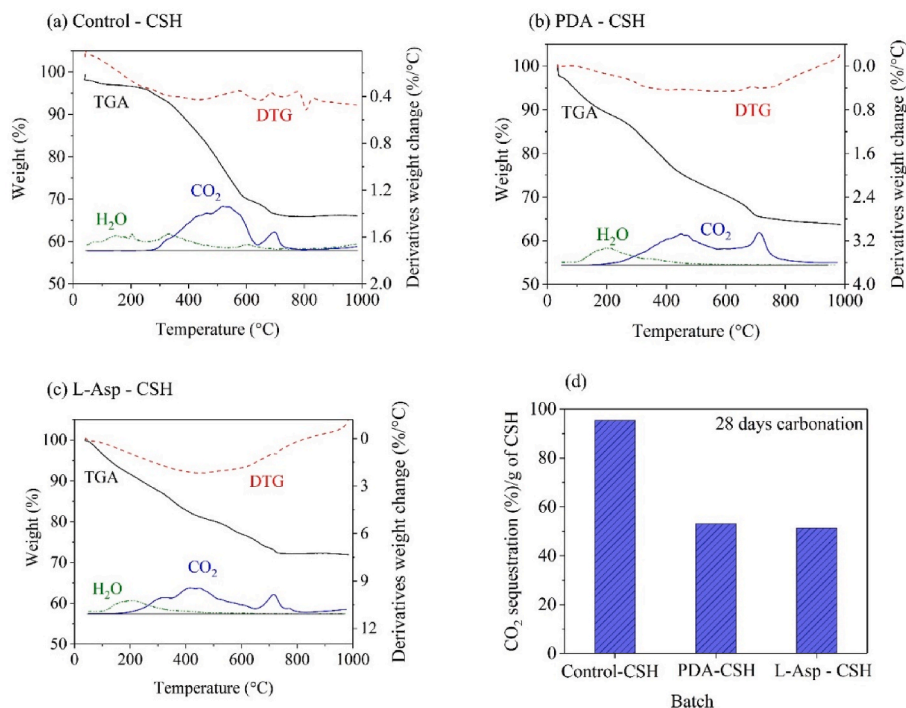 (a) Control - CSH
100
90
80
70
60
50
Weight (%)
TGA
DTG
CO2
H2O
0.4
0.8
1.2
1.6
2.0
Derivatives weight change (%/°C)
0 200 400 600 800 1000
Temperature (°C)
(b) PDA - CSH
100
90
80
70
60
50
Weight (%)
TGA
DTG
CO2
H2O
0.0
0.4
0.8
1.6
2.4
3.2
4.0
Derivatives weight change (%/°C)
0 200 400 600 800 1000
Temperature (°C)
(c) L-Asp - CSH
100
90
80
70
60
50
Weight (%)
TGA
DTG
CO2
H2O
0
3
6
9
11
Derivatives weight change (%/°C)
0 200 400 600 800 1000
Temperature (°C)
(d)
28 days carbonation
100
80
60
40
20
0
CO2 sequestration (%)/g of CSH
Control-CSH PDA-CSH L-Asp - CSH
Batch